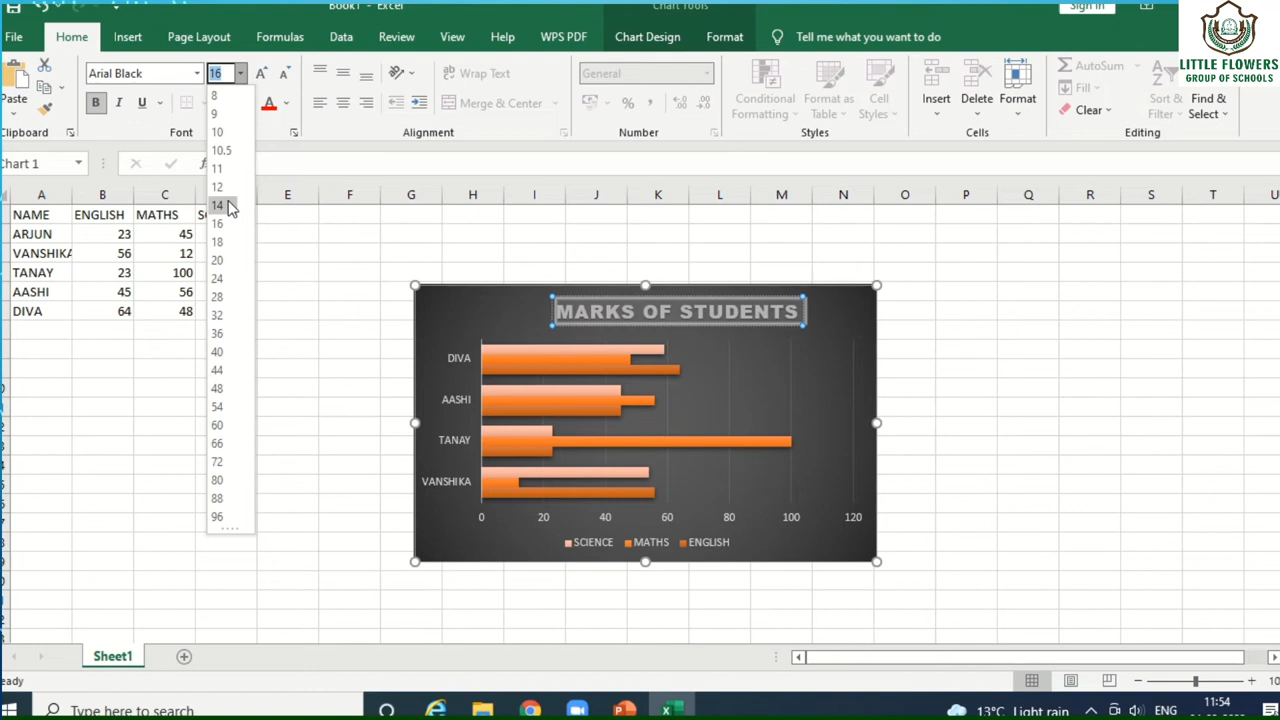 Book1 - Excel
Chart Tools
Sign in
LITTLE FLOWERS
GROUP OF SCHOOLS
File
Home
Insert
Page Layout
Formulas
Data
Review
View
Help
WPS PDF
Chart Design
Format
Tell me what you want to do
Paste
Arial Black
16
B I U
A
Wrap Text
Merge & Center
General
%
Conditional Formatting
Format as Table
Cell Styles
Insert
Delete
Format
AutoSum
Fill
Clear
Sort & Filter
Find & Select
Clipboard
Font
Alignment
Number
Styles
Cells
Editing
8
9
10
10.5
11
12
14
16
18
20
24
28
32
36
40
44
48
54
60
66
72
80
88
96
Chart 1
A B C E F G H I J K L M N O P Q R S T U
NAME ENGLISH MATHS
ARJUN 23 45
VANSHIKA 56 12
TANAY 23 100
AASHI 45 56
DIVA 64 48
MARKS OF STUDENTS
DIVA
AASHI
TANAY
VANSHIKA
0 20 40 60 80 100 120
SCIENCE MATHS ENGLISH
Sheet1
Type here to search
13°C Light rain
ENG
11:54